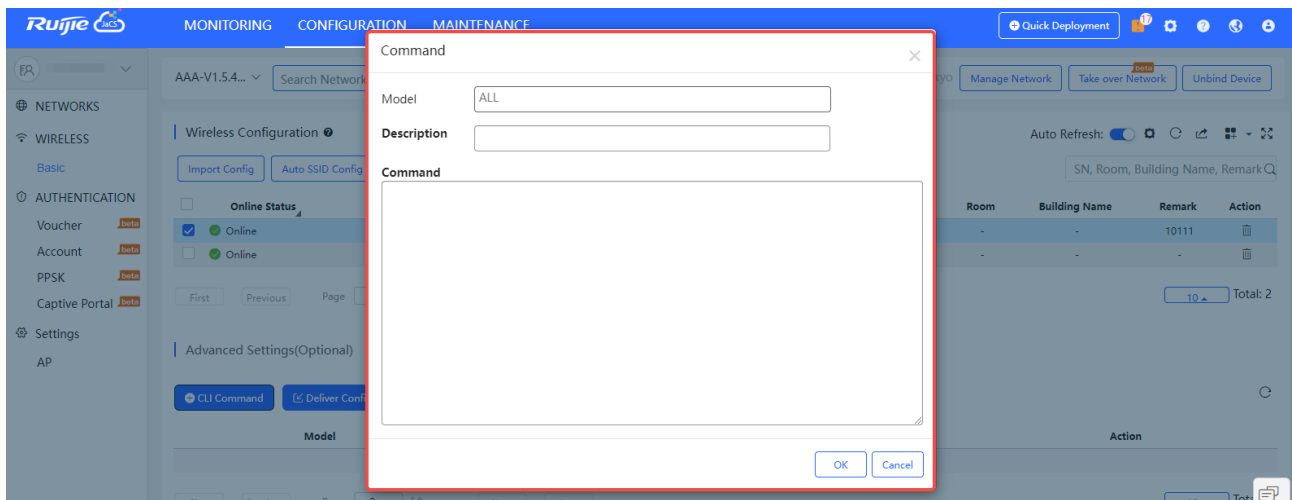 Ruijie JaCS MONITORING CONFIGURATION MAINTENANCE Quick Deployment 17
FR
AAA-V1.5.4... Search Network Manage Network Take over Network beta Unbind Device
NETWORKS
WIRELESS
Basic
AUTHENTICATION
Voucher beta
Account beta
PPSK beta
Captive Portal beta
Settings
AP
Wireless Configuration Auto Refresh:
Import Config Auto SSID Config SN, Room, Building Name, Remark
Online Status Room Building Name Remark Action
Online - - 10111
Online - - -
First Previous Page 10 Total: 2
Advanced Settings(Optional)
CLI Command Deliver Confi
Model Action
Command
Model ALL
Description
Command
OK Cancel